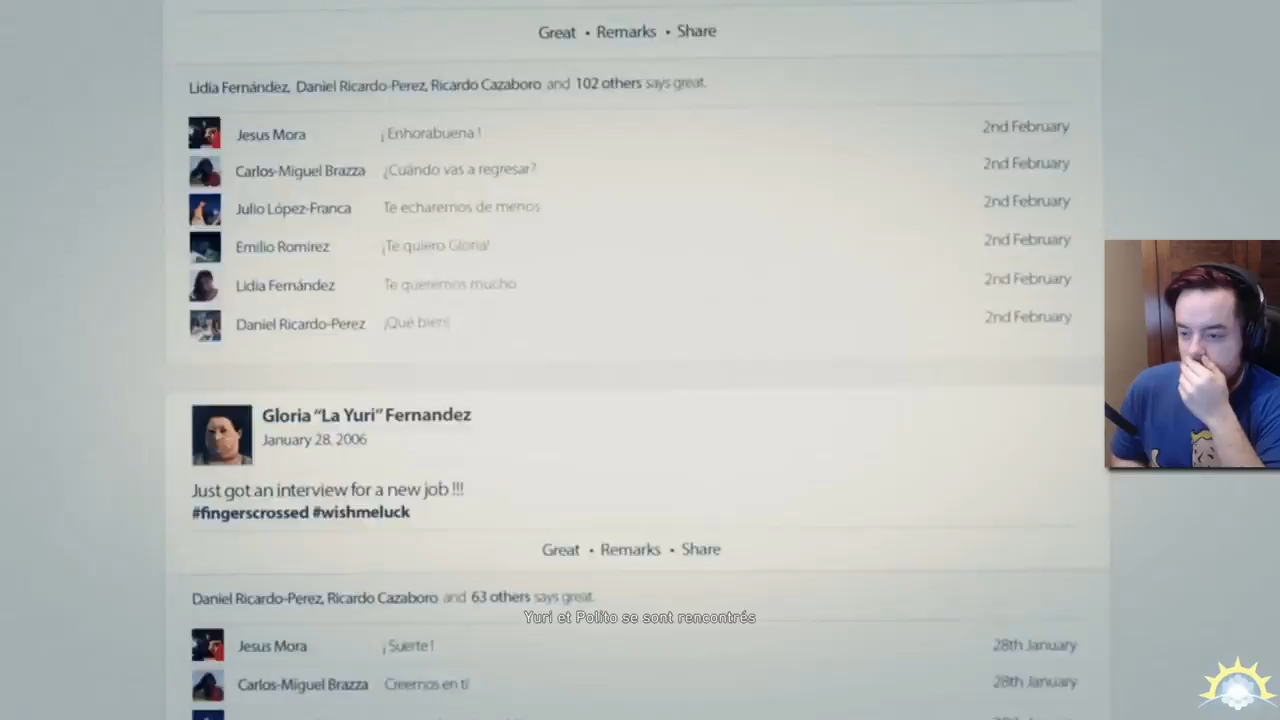 Great • Remarks • Share
Lidia Fernández, Daniel Ricardo-Perez, Ricardo Cazaboro and 102 others says great.
Jesus Mora ¡Enhorabuena! 2nd February
Carlos-Miguel Brazza ¿Cuándo vas a regresar? 2nd February
Julio López-Franca Te echaremos de menos 2nd February
Emilio Romirez ¡Te quiero Gloria! 2nd February
Lidia Fernández Te queremos mucho 2nd February
Daniel Ricardo-Perez ¡Qué bien! 2nd February
Gloria “La Yuri” Fernandez
January 28, 2006
Just got an interview for a new job !!!
#fingerscrossed #wishmeluck
Great • Remarks • Share
Daniel Ricardo-Perez, Ricardo Cazaboro and 63 others says great.
Yuri et Polito se sont rencontrés
Jesus Mora ¡Suerte! 28th January
Carlos-Miguel Brazza Creemos en ti 28th January